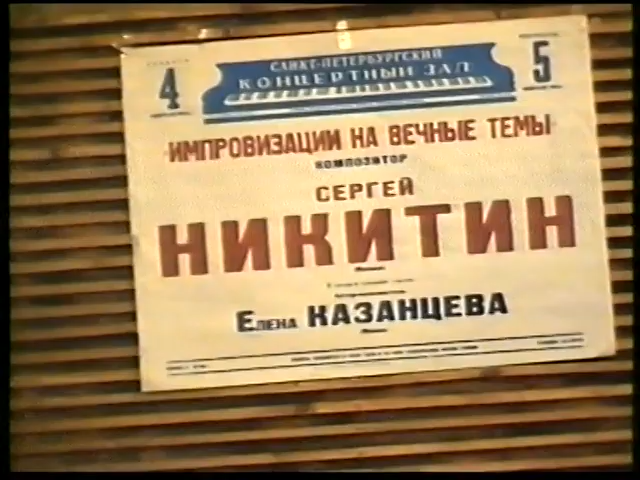 4
САНКТ-ПЕТЕРБУРГСКИЙ
КОНЦЕРТНЫЙ ЗАЛ
5
ИМПРОВИЗАЦИИ НА ВЕЧНЫЕ ТЕМЫ
КОМПОЗИТОР
СЕРГЕЙ
НИКИТИН
ЕЛЕНА КАЗАНЦЕВА